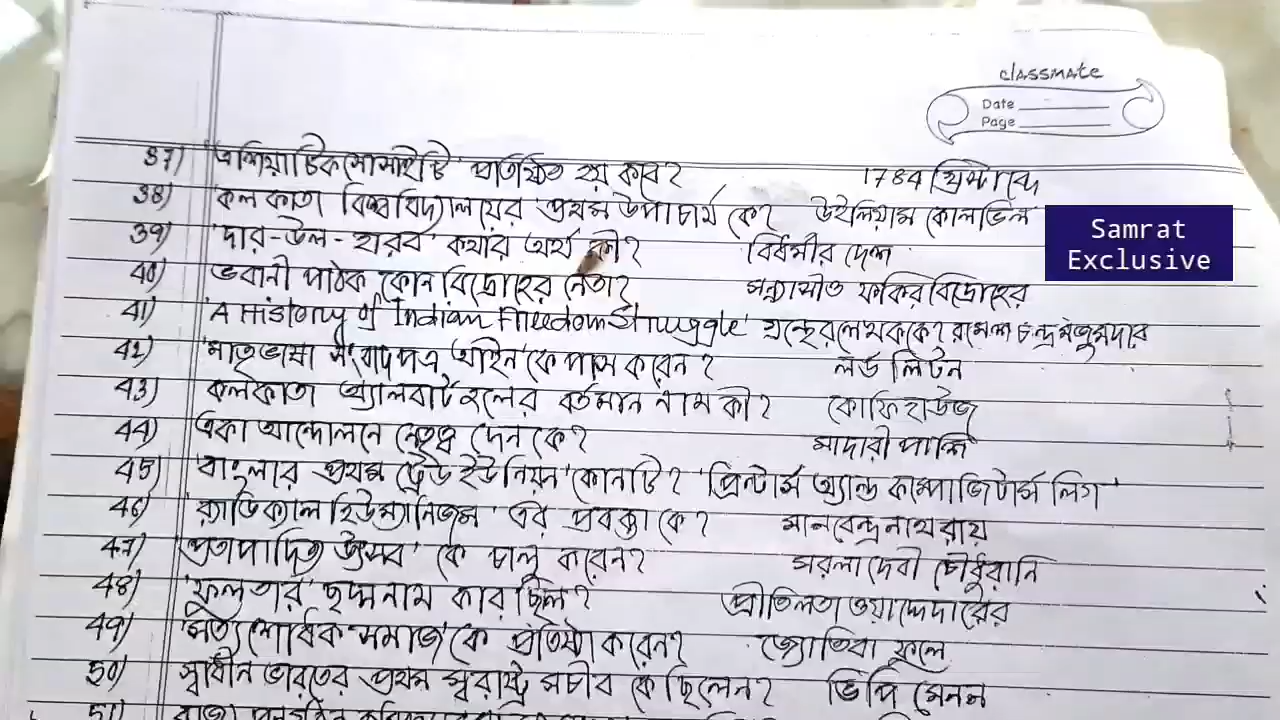 classmate
Date
Page
37) 'এশিয়াটিক সোসাইটি' প্রতিষ্ঠিত হয় কবে? 1784 খ্রিস্টাব্দে
38) কলকাতা বিশ্ববিদ্যালয়ের প্রথম উপাচার্য কে? উইলিয়াম কোলভিল
Samrat
Exclusive
39) 'দার-উল-হারব' কথার অর্থ কী? বিধর্মীর দেশ
40) ভবানী পাঠক কোন বিদ্রোহের নেতা? সন্ন্যাসী ও ফকির বিদ্রোহের
41) 'A History of Indian Freedom Struggle' গ্রন্থের লেখক কে? রমেশ চন্দ্র মজুমদার
42) 'মাতৃভাষা সংবাদপত্র আইন' কে পাস করেন? লর্ড লিটন
43) কলকাতা অ্যালবার্ট হলের বর্তমান নাম কী? কোফি হাউজ
44) একা আন্দোলনে নেতৃত্ব দেন কে? মাদারী পাশি
45) 'বাংলার প্রথম ট্রেড ইউনিয়ন' কোনটি? 'প্রিন্টার্স অ্যান্ড কম্পোজিটার্স লিগ'
46) 'র‍্যাডিক্যাল হিউম্যানিজম' এর প্রবক্তা কে? মানবেন্দ্রনাথ রায়
47) 'প্রতাপাদিত্য উৎসব' কে চালু করেন? সরলাদেবী চৌধুরানি
48) 'ফুলতার' ছদ্মনাম কার ছিল? প্রীতিলতা ওয়াদ্দেদারের
49) 'সত্যশোধক সমাজ' কে প্রতিষ্ঠা করেন? জ্যোতিবা ফুলে
50) স্বাধীন ভারতের প্রথম স্বরাষ্ট্র সচীব কে ছিলেন? ভি পি মেনন
51) রাজ্য পুনর্গঠন